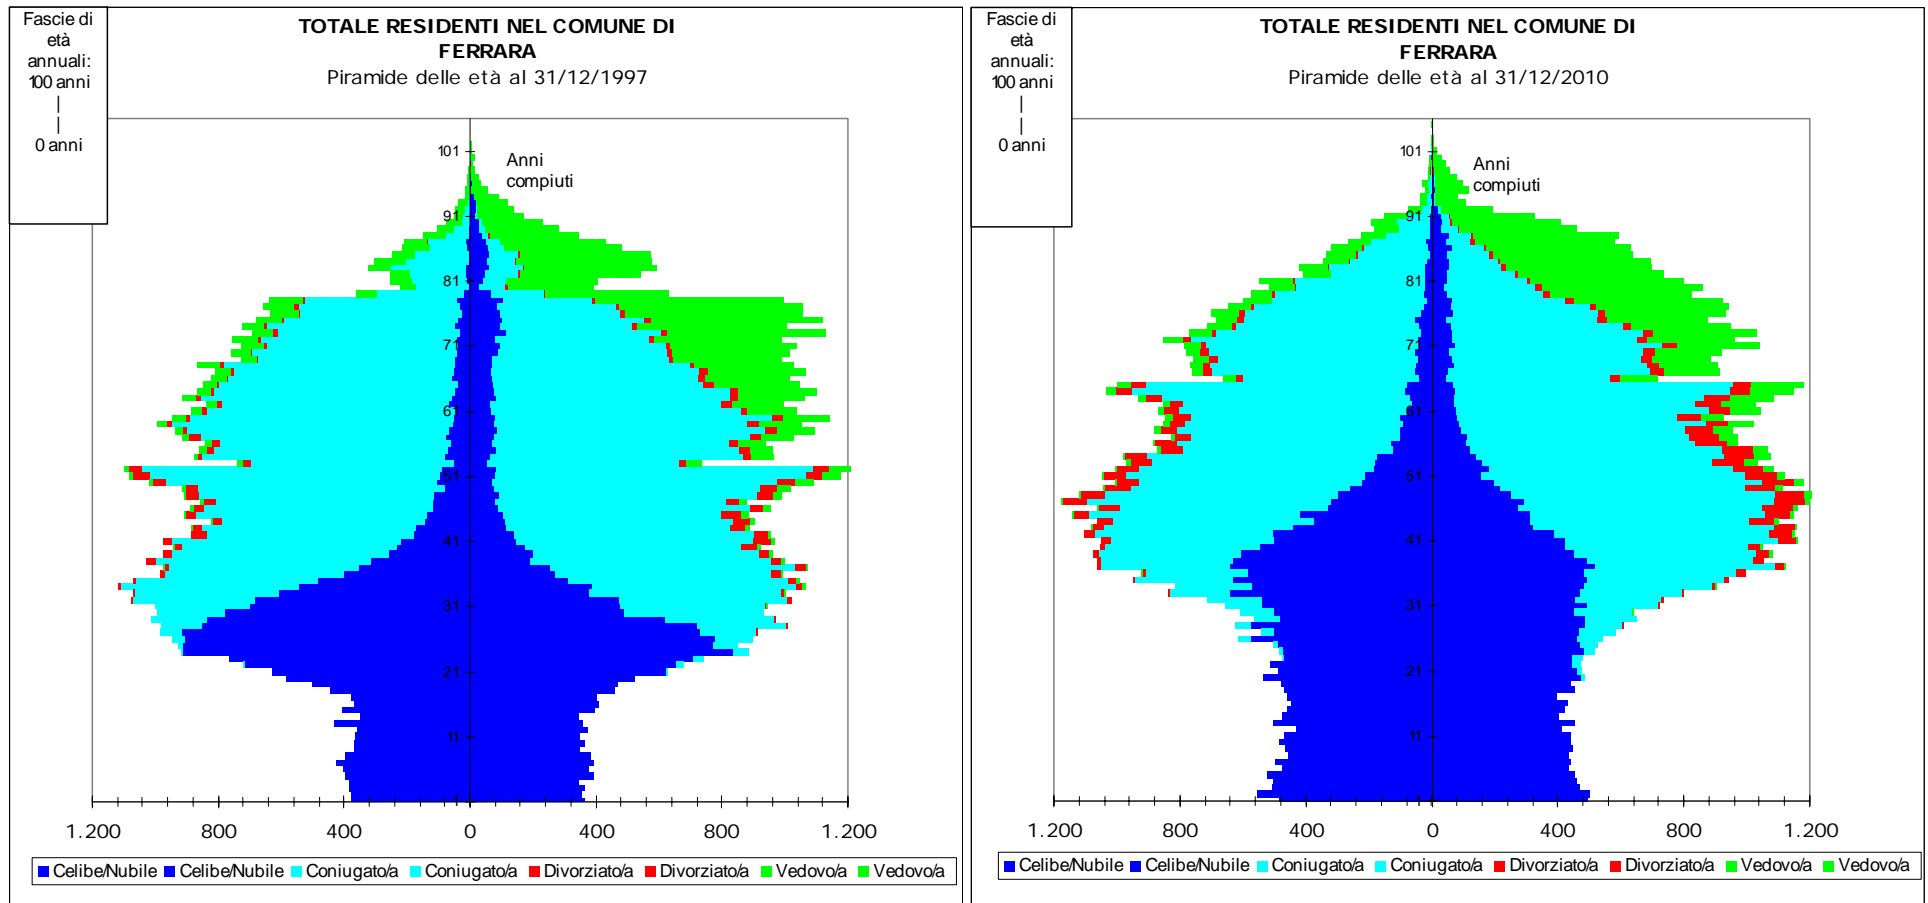 Fascie di
età
annuali:
100 anni
|
|
0 anni
TOTALE RESIDENTI NEL COMUNE DI
FERRARA
Piramide delle età al 31/12/1997
Anni
compiuti
101
91
81
71
61
51
41
31
21
11
1.200 800 400 0 400 800 1.200
Celibe/Nubile Celibe/Nubile Coniugato/a Coniugato/a Divorziato/a Divorziato/a Vedovo/a Vedovo/a
Fascie di
età
annuali:
100 anni
|
|
0 anni
TOTALE RESIDENTI NEL COMUNE DI
FERRARA
Piramide delle età al 31/12/2010
Anni
compiuti
101
91
81
71
61
51
41
31
21
11
1.200 800 400 0 400 800 1.200
Celibe/Nubile Celibe/Nubile Coniugato/a Coniugato/a Divorziato/a Divorziato/a Vedovo/a Vedovo/a